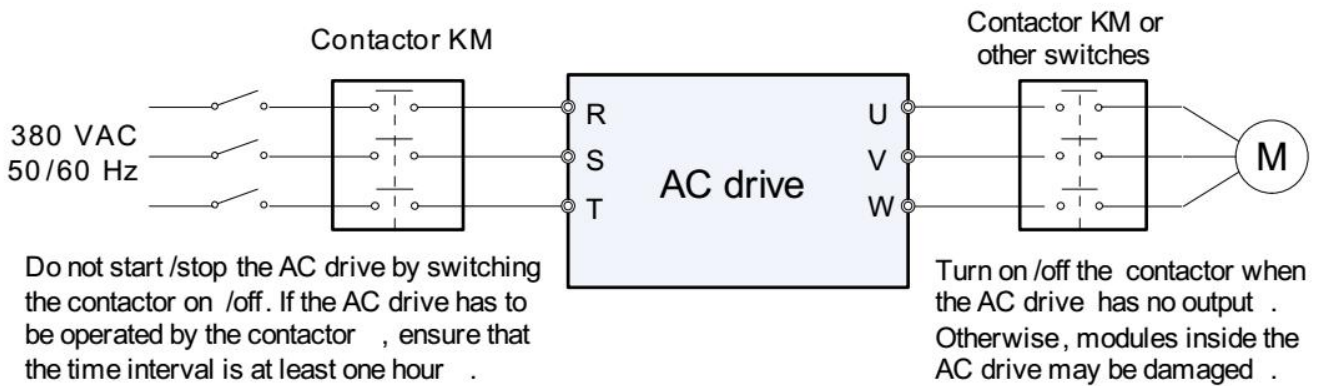 Contactor KM
Contactor KM or
other switches
380 VAC
50/60 Hz
R
S
T
AC drive
U
V
W
M
Do not start /stop the AC drive by switching
the contactor on /off. If the AC drive has to
be operated by the contactor , ensure that
the time interval is at least one hour .
Turn on /off the contactor when
the AC drive has no output .
Otherwise, modules inside the
AC drive may be damaged .